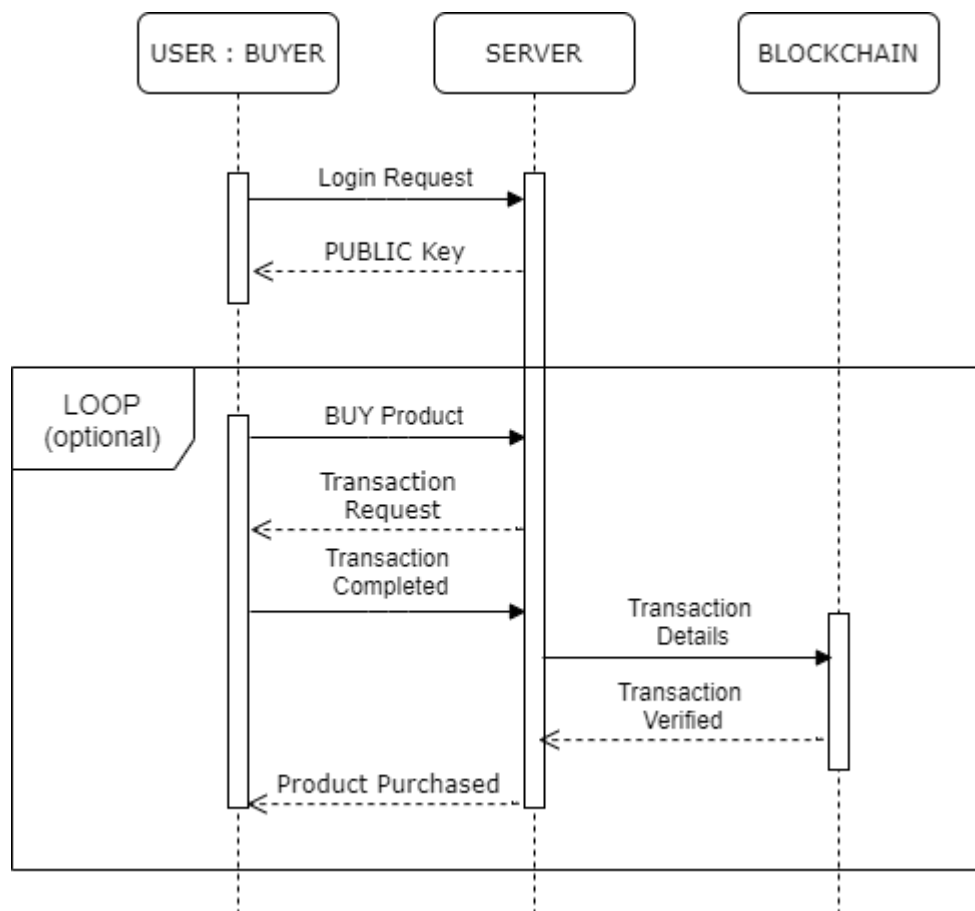 USER : BUYER
SERVER
BLOCKCHAIN
Login Request
PUBLIC Key
LOOP
(optional)
BUY Product
Transaction
Request
Transaction
Completed
Transaction
Details
Transaction
Verified
Product Purchased